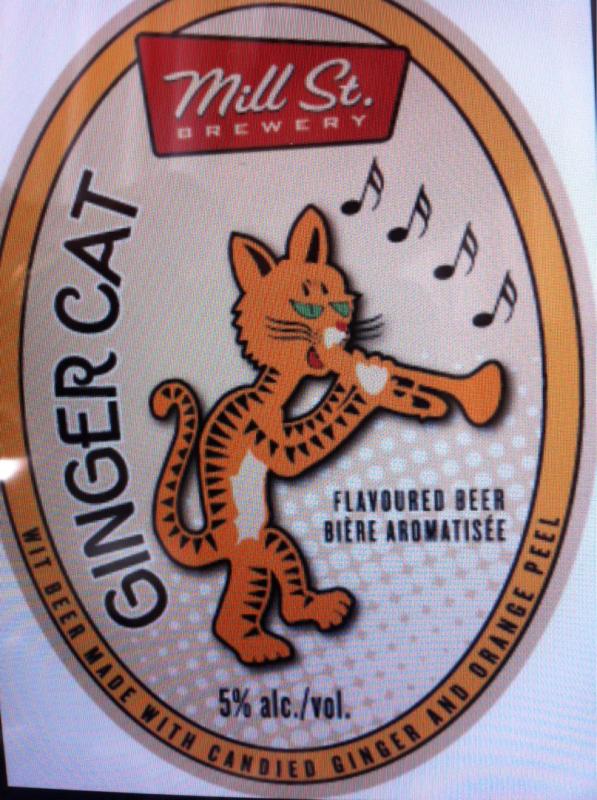 Mill St.
BREWERY
GINGER CAT
FLAVOURED BEER
BIÈRE AROMATISÉE
5% alc./vol.
WIT BEER MADE WITH CANDIED GINGER AND ORANGE PEEL